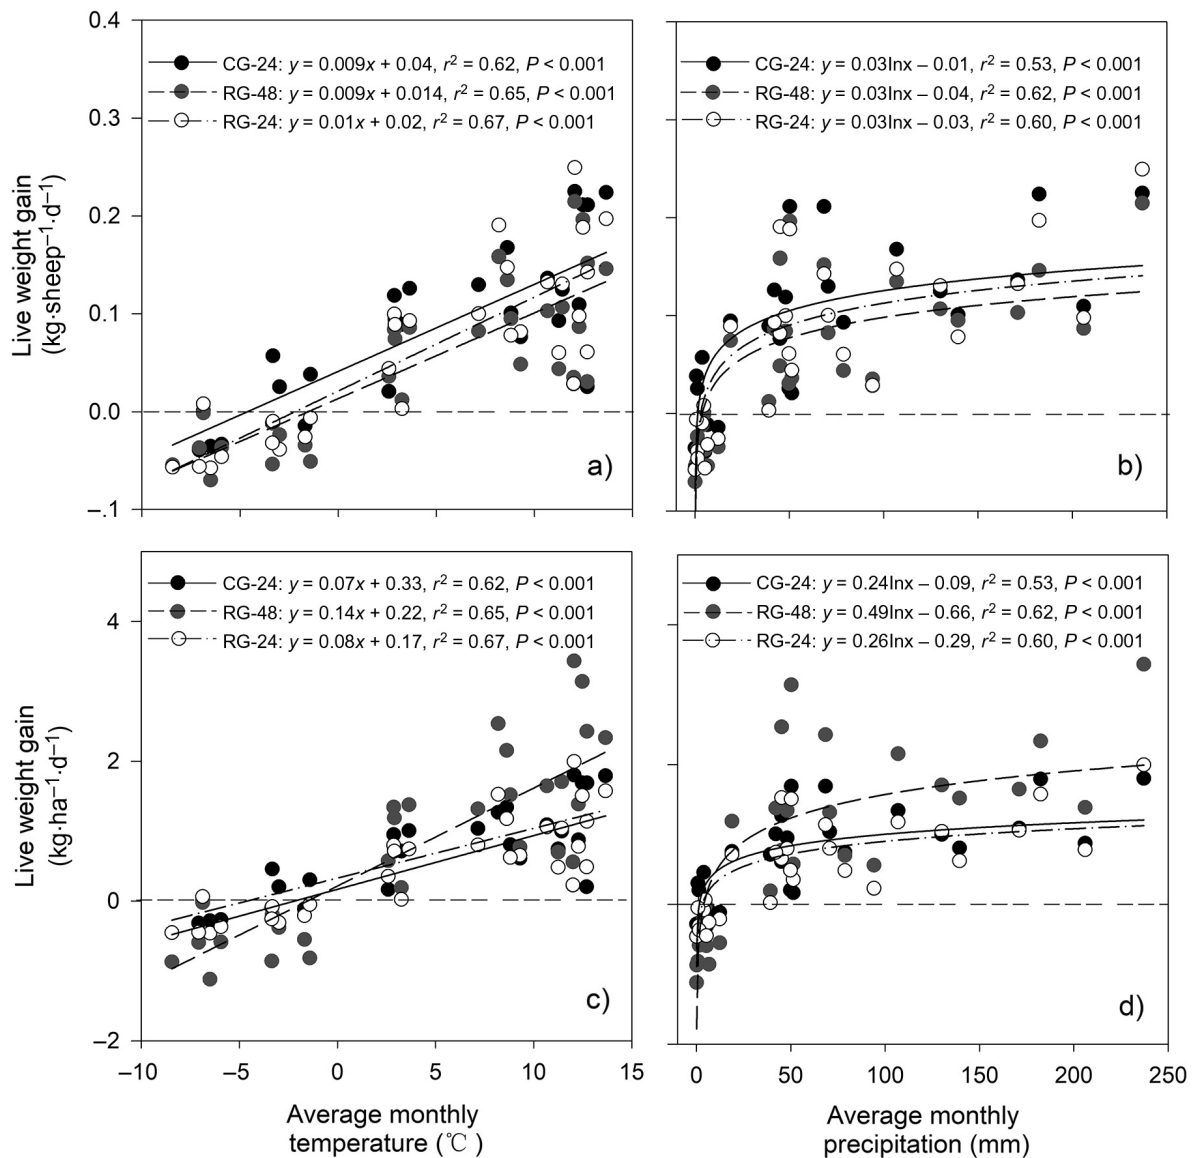 Live weight gain
(kg·sheep⁻¹·d⁻¹)
0.4
0.3
0.2
0.1
0.0
–.1
CG-24: y = 0.009x + 0.04, r² = 0.62, P < 0.001
RG-48: y = 0.009x + 0.014, r² = 0.65, P < 0.001
RG-24: y = 0.01x + 0.02, r² = 0.67, P < 0.001
a)
CG-24: y = 0.03lnx – 0.01, r² = 0.53, P < 0.001
RG-48: y = 0.03lnx – 0.04, r² = 0.62, P < 0.001
RG-24: y = 0.03lnx – 0.03, r² = 0.60, P < 0.001
b)
Live weight gain
(kg·ha⁻¹·d⁻¹)
4
2
0
–2
CG-24: y = 0.07x + 0.33, r² = 0.62, P < 0.001
RG-48: y = 0.14x + 0.22, r² = 0.65, P < 0.001
RG-24: y = 0.08x + 0.17, r² = 0.67, P < 0.001
c)
–10 –5 0 5 10 15
Average monthly
temperature (℃)
CG-24: y = 0.24lnx – 0.09, r² = 0.53, P < 0.001
RG-48: y = 0.49lnx – 0.66, r² = 0.62, P < 0.001
RG-24: y = 0.26lnx – 0.29, r² = 0.60, P < 0.001
d)
0 50 100 150 200 250
Average monthly
precipitation (mm)